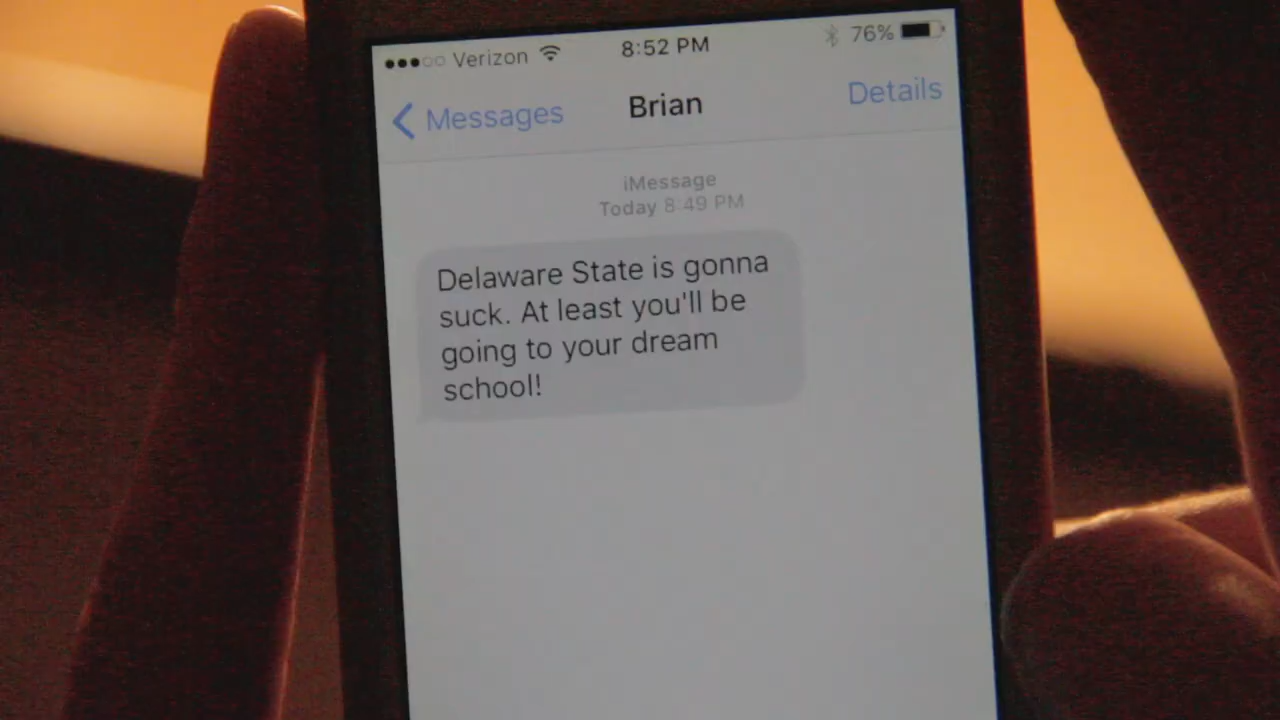 Verizon 8:52 PM 76%
Messages Brian Details
iMessage
Today 8:49 PM
Delaware State is gonna
suck. At least you'll be
going to your dream
school!